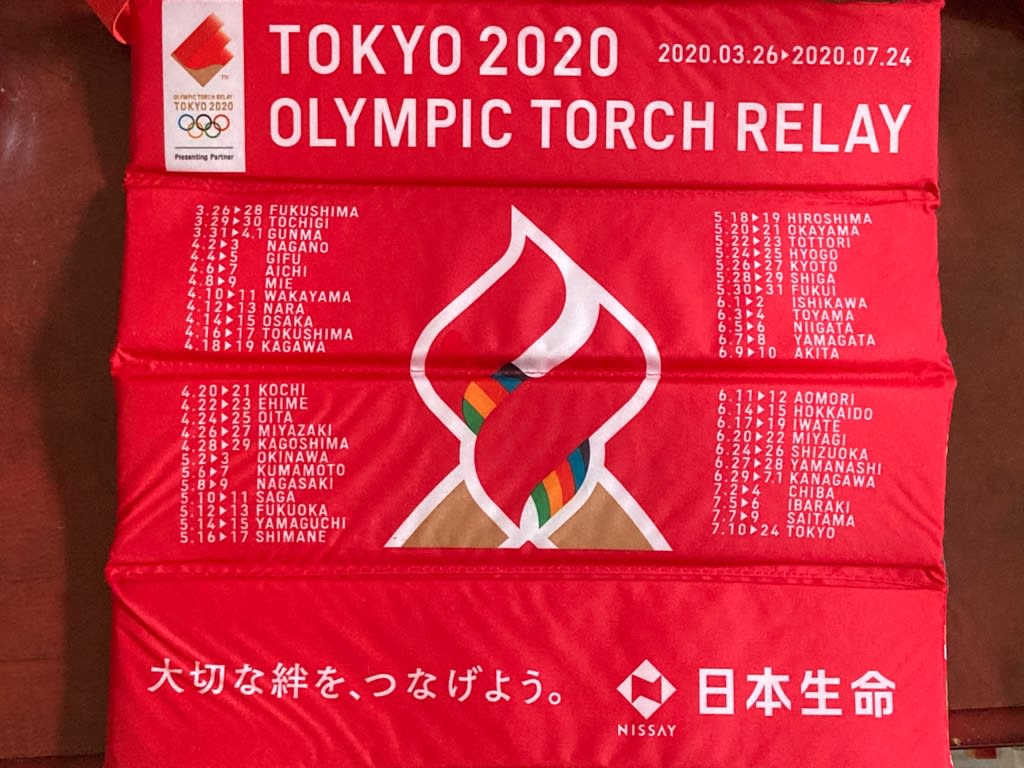 OLYMPIC TORCH RELAY
TOKYO 2020
Presenting Partner
TOKYO 2020
2020.03.26▶2020.07.24
OLYMPIC TORCH RELAY
3.26▶28 FUKUSHIMA
3.29▶30 TOCHIGI
3.31▶4.1 GUNMA
4.2▶3 NAGANO
4.4▶5 GIFU
4.6▶7 AICHI
4.8▶9 MIE
4.10▶11 WAKAYAMA
4.12▶13 NARA
4.14▶15 OSAKA
4.16▶17 TOKUSHIMA
4.18▶19 KAGAWA
4.20▶21 KOCHI
4.22▶23 EHIME
4.24▶25 OITA
4.26▶27 MIYAZAKI
4.28▶29 KAGOSHIMA
5.2▶3 OKINAWA
5.6▶7 KUMAMOTO
5.8▶9 NAGASAKI
5.10▶11 SAGA
5.12▶13 FUKUOKA
5.14▶15 YAMAGUCHI
5.16▶17 SHIMANE
5.18▶19 HIROSHIMA
5.20▶21 OKAYAMA
5.22▶23 TOTTORI
5.24▶25 HYOGO
5.26▶27 KYOTO
5.28▶29 SHIGA
5.30▶31 FUKUI
6.1▶2 ISHIKAWA
6.3▶4 TOYAMA
6.5▶6 NIIGATA
6.7▶8 YAMAGATA
6.9▶10 AKITA
6.11▶12 AOMORI
6.14▶15 HOKKAIDO
6.17▶19 IWATE
6.20▶22 MIYAGI
6.24▶26 SHIZUOKA
6.27▶28 YAMANASHI
6.29▶7.1 KANAGAWA
7.2▶4 CHIBA
7.5▶6 IBARAKI
7.7▶9 SAITAMA
7.10▶24 TOKYO
大切な絆を、つなげよう。
NISSAY
日本生命